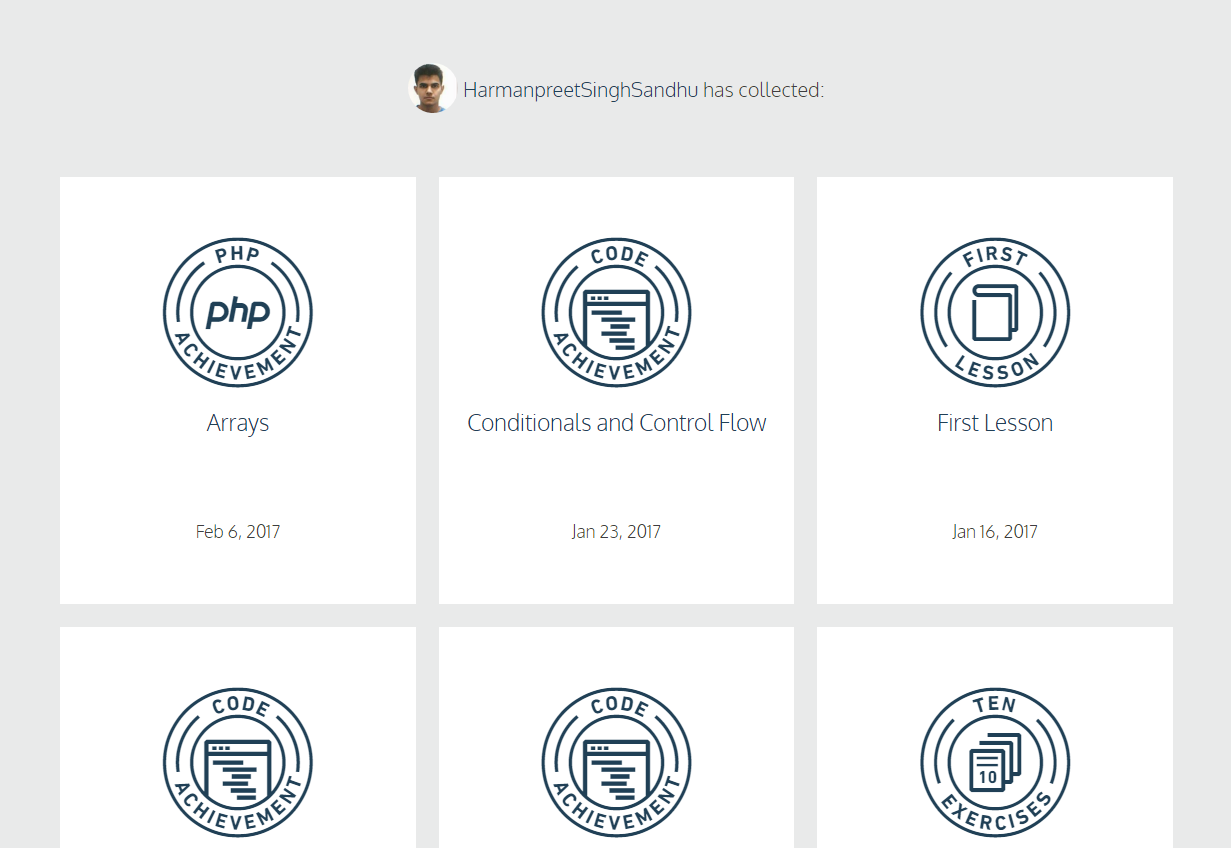 HarmanpreetSinghSandhu has collected:
PHP
php
ACHIEVEMENT
Arrays
Feb 6, 2017
CODE
ACHIEVEMENT
Conditionals and Control Flow
Jan 23, 2017
FIRST
LESSON
First Lesson
Jan 16, 2017
CODE
ACHIEVEMENT
CODE
ACHIEVEMENT
TEN
10
EXERCISES